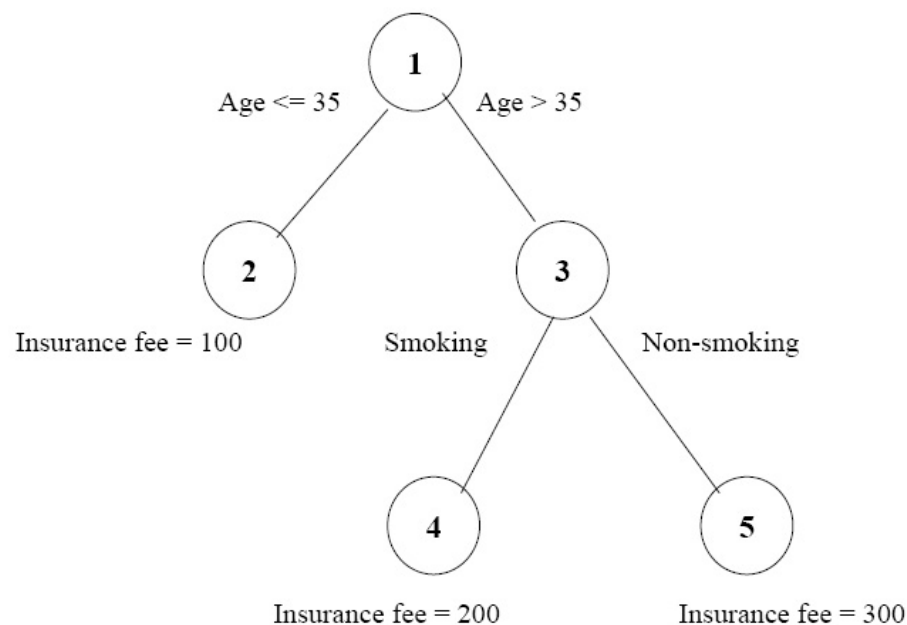 1
Age <= 35
Age > 35
2
3
Insurance fee = 100
Smoking
Non-smoking
4
5
Insurance fee = 200
Insurance fee = 300